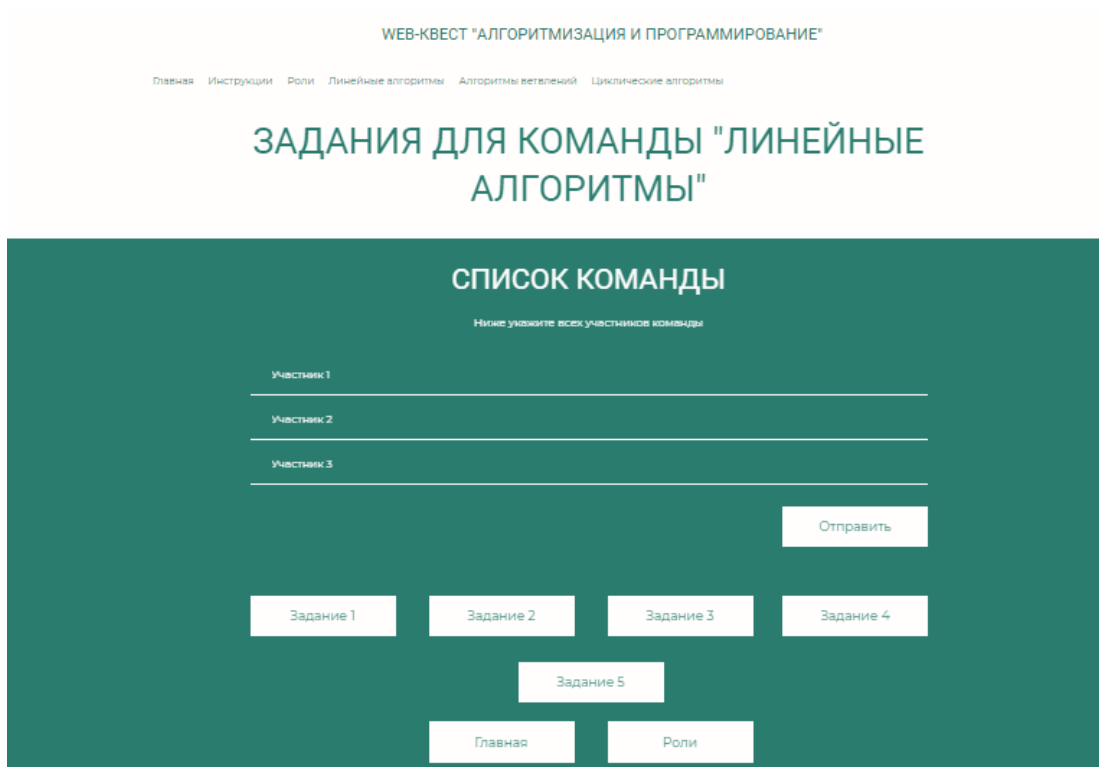 WEB-КВЕСТ "АЛГОРИТМИЗАЦИЯ И ПРОГРАММИРОВАНИЕ"
Главная Инструкции Роли Линейные алгоритмы Алгоритмы ветвлений Циклические алгоритмы
ЗАДАНИЯ ДЛЯ КОМАНДЫ "ЛИНЕЙНЫЕ
АЛГОРИТМЫ"
СПИСОК КОМАНДЫ
Ниже укажите всех участников команды
Участник 1
Участник 2
Участник 3
Отправить
Задание 1 Задание 2 Задание 3 Задание 4
Задание 5
Главная Роли